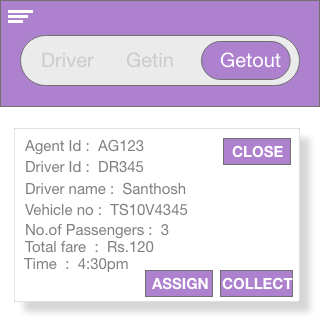 Driver Getin Getout
Agent Id : AG123
CLOSE
Driver Id : DR345
Driver name : Santhosh
Vehicle no : TS10V4345
No.of Passengers : 3
Total fare : Rs.120
Time : 4:30pm
ASSIGN COLLECT